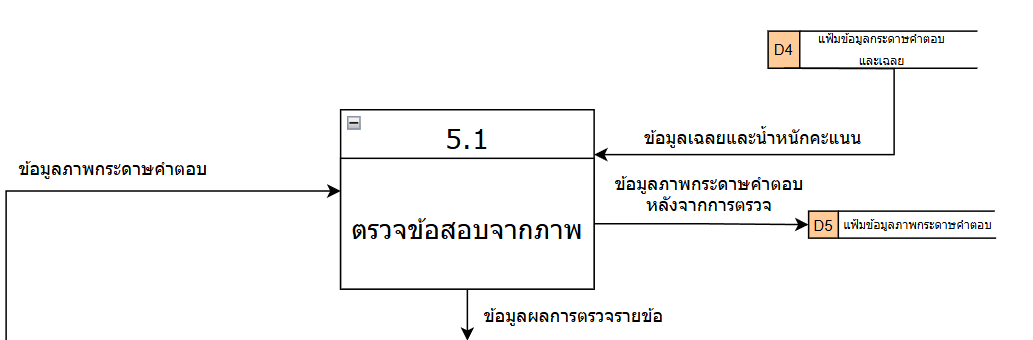 D4
แฟ้มข้อมูลกระดาษคำตอบ
และเฉลย
5.1
ข้อมูลเฉลยและน้ำหนักคะแนน
ข้อมูลภาพกระดาษคำตอบ
ข้อมูลภาพกระดาษคำตอบ
หลังจากการตรวจ
D5
แฟ้มข้อมูลภาพกระดาษคำตอบ
ตรวจข้อสอบจากภาพ
ข้อมูลผลการตรวจรายข้อ